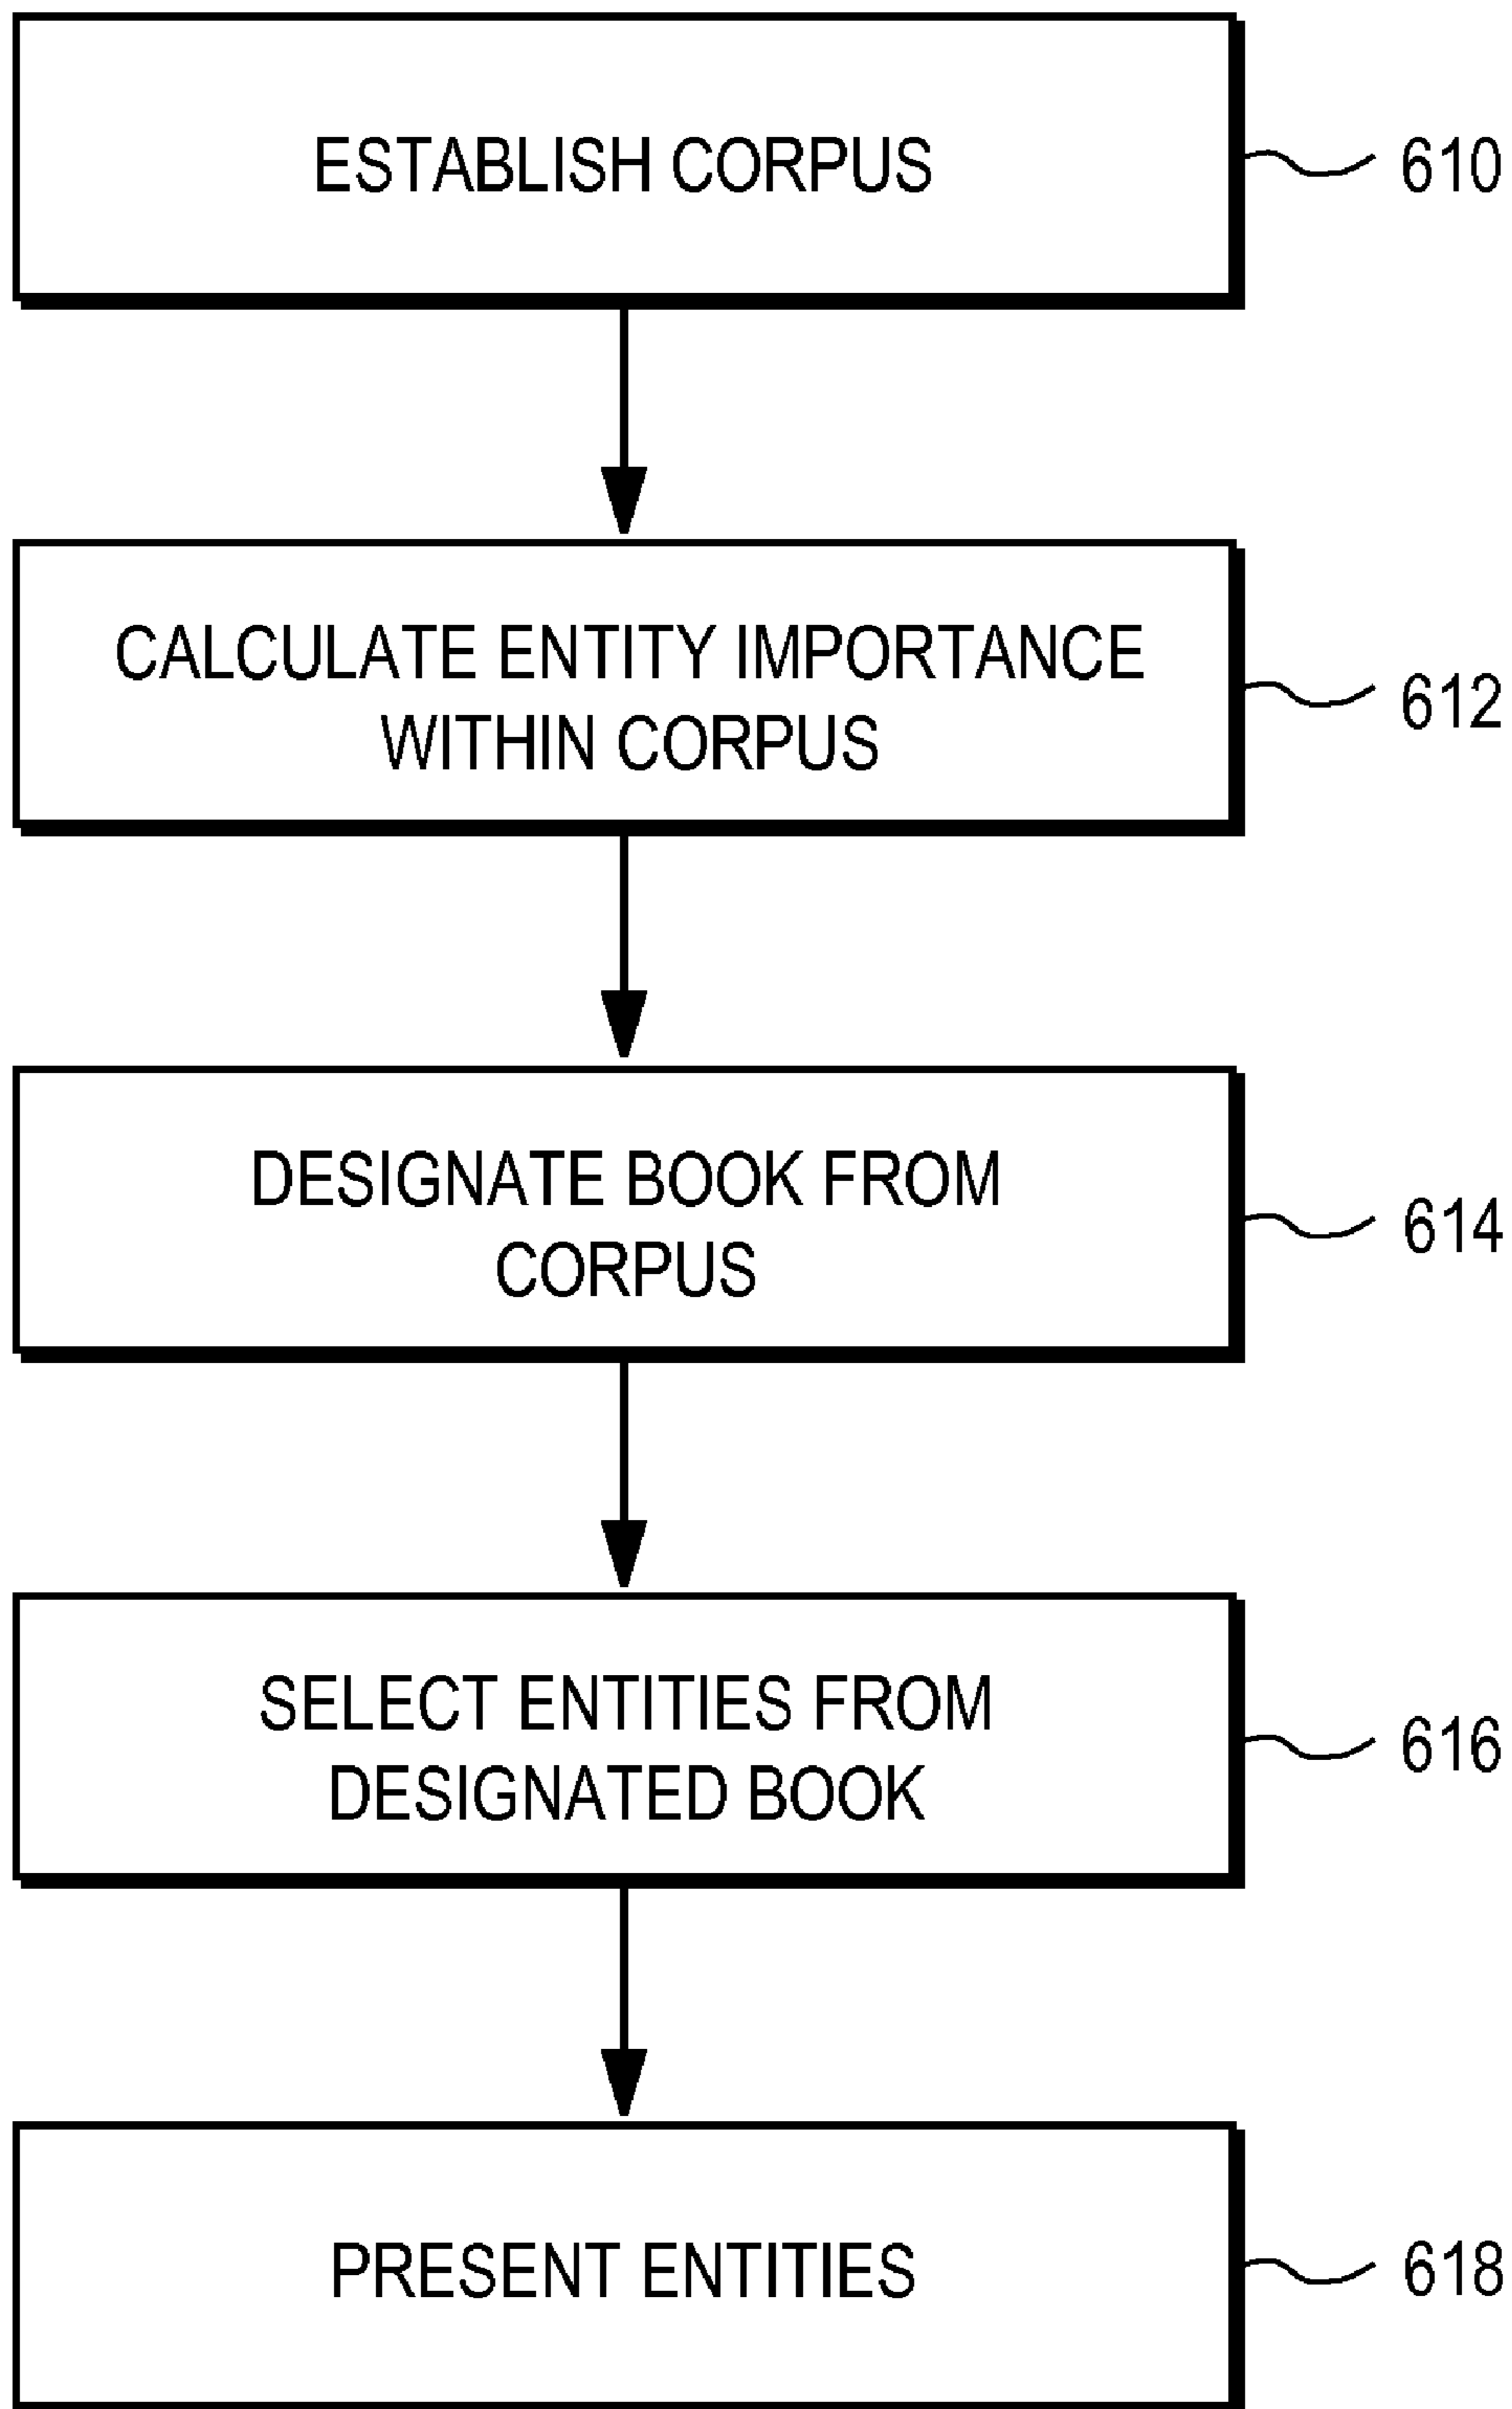 ESTABLISH CORPUS
610
CALCULATE ENTITY IMPORTANCE
WITHIN CORPUS
612
DESIGNATE BOOK FROM
CORPUS
614
SELECT ENTITIES FROM
DESIGNATED BOOK
616
PRESENT ENTITIES
618